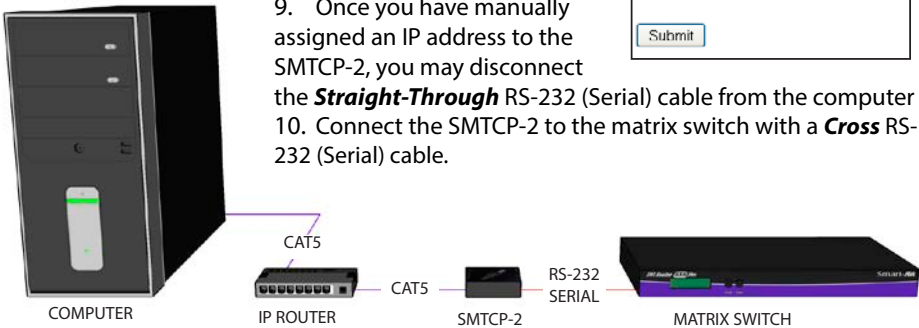 9. Once you have manually
assigned an IP address to the
SMTCP-2, you may disconnect
the Straight-Through RS-232 (Serial) cable from the computer
10. Connect the SMTCP-2 to the matrix switch with a Cross RS-
232 (Serial) cable.
Submit
CAT5
CAT5
RS-232
SERIAL
Smart-AVI
COMPUTER
IP ROUTER
SMTCP-2
MATRIX SWITCH